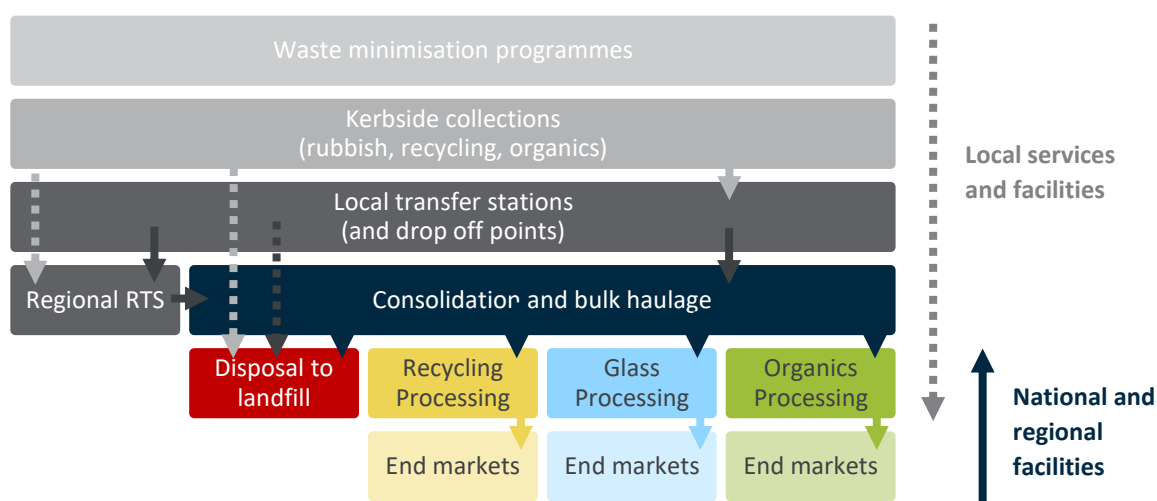 Waste minimisation programmes
Kerbside collections
(rubbish, recycling, organics)
Local services
and facilities
Local transfer stations
(and drop off points)
Regional RTS
Consolidation and bulk haulage
Disposal to
landfill
Recycling
Processing
Glass
Processing
Organics
Processing
National and
regional
facilities
End markets
End markets
End markets